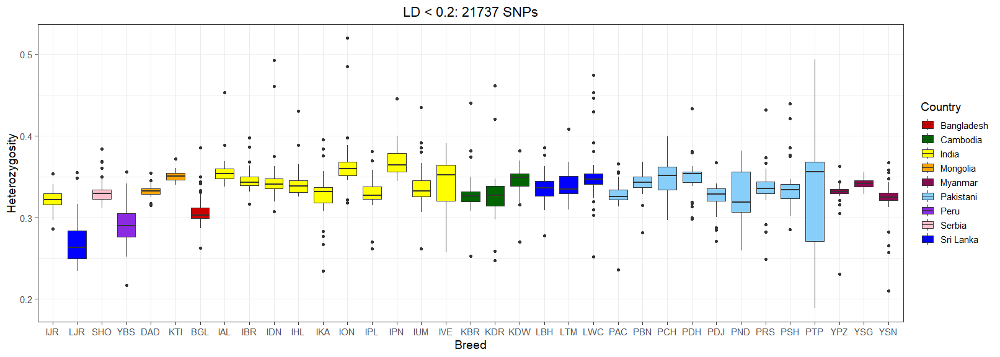 LD < 0.2: 21737 SNPs
Heterozygosity
0.5
0.4
0.3
0.2
IJR LJR SHO YBS DAD KTI BGL IAL IBR IDN IHL IKA ION IPL IPN IUM IVE KBR KDR KDW LBH LTM LWC PAC PBN PCH PDH PDJ PND PRS PSH PTP YPZ YSG YSN
Breed
Country
Bangladesh
Cambodia
India
Mongolia
Myanmar
Pakistani
Peru
Serbia
Sri Lanka